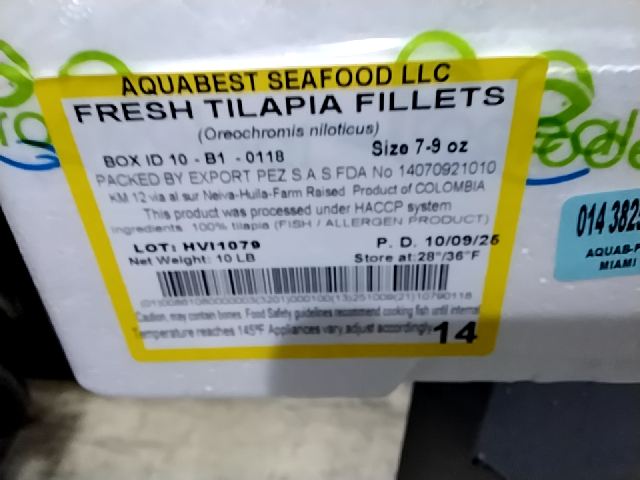 AQUABEST SEAFOOD LLC
FRESH TILAPIA FILLETS
(Oreochromis niloticus)
Size 7-9 oz
BOX ID 10 - B1 - 0118
PACKED BY EXPORT PEZ S A S FDA No 14070921010
KM 12 via al sur Neiva-Huila-Farm Raised Product of COLOMBIA
This product was processed under HACCP system
Ingredients 100% tilapia (FISH / ALLERGEN PRODUCT)
LOT: HVI1079
P. D. 10/09/25
Net Weight: 10 LB
Store at: 28°/36°F
Caution, may contain bones. Food Safety guidelines recommend cooking fish until internal
Temperature reaches 145°F Appliances vary, adjust accordingly
14
014 3823
AQUAB-
MIAMI